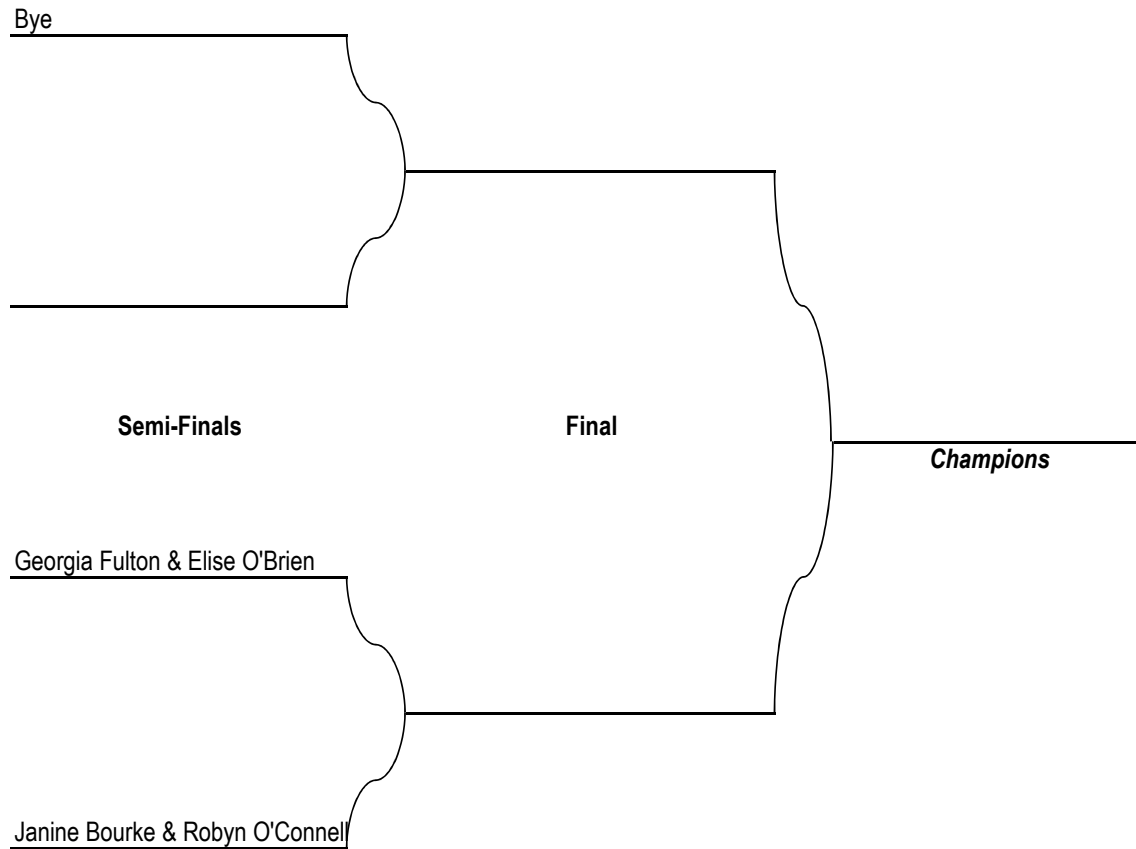 Bye
Semi-Finals
Final
Champions
Georgia Fulton & Elise O'Brien
Janine Bourke & Robyn O'Connell